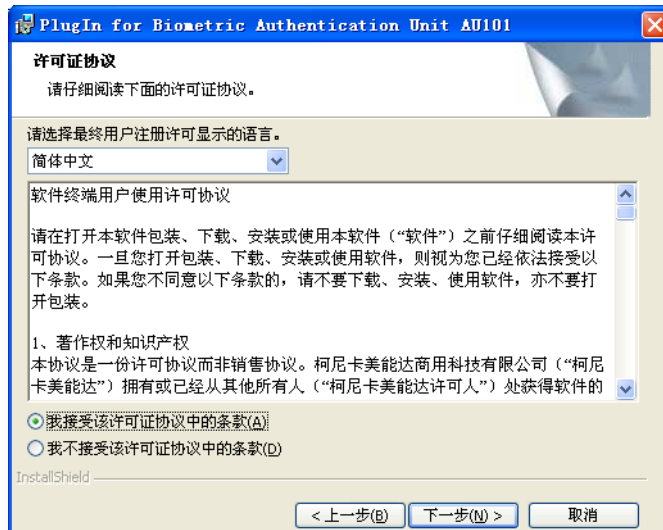 PlugIn for Biometric Authentication Unit AU101
许可证协议
请仔细阅读下面的许可证协议。
请选择最终用户注册许可显示的语言。
简体中文
软件终端用户使用许可协议
请在打开本软件包装、下载、安装或使用本软件（“软件”）之前仔细阅读本许
可协议。一旦您打开包装、下载、安装或使用软件，则视为您已经依法接受以
下条款。如果您不同意以下条款的，请不要下载、安装、使用软件，亦不要打
开包装。
1、著作权和知识产权
本协议是一份许可协议而非销售协议。柯尼卡美能达商用科技有限公司（“柯尼
卡美能达”）拥有或已经从其他所有人（“柯尼卡美能达许可人”）处获得软件的
我接受该许可证协议中的条款(A)
我不接受该许可证协议中的条款(D)
InstallShield
< 上一步(B)
下一步(N) >
取消